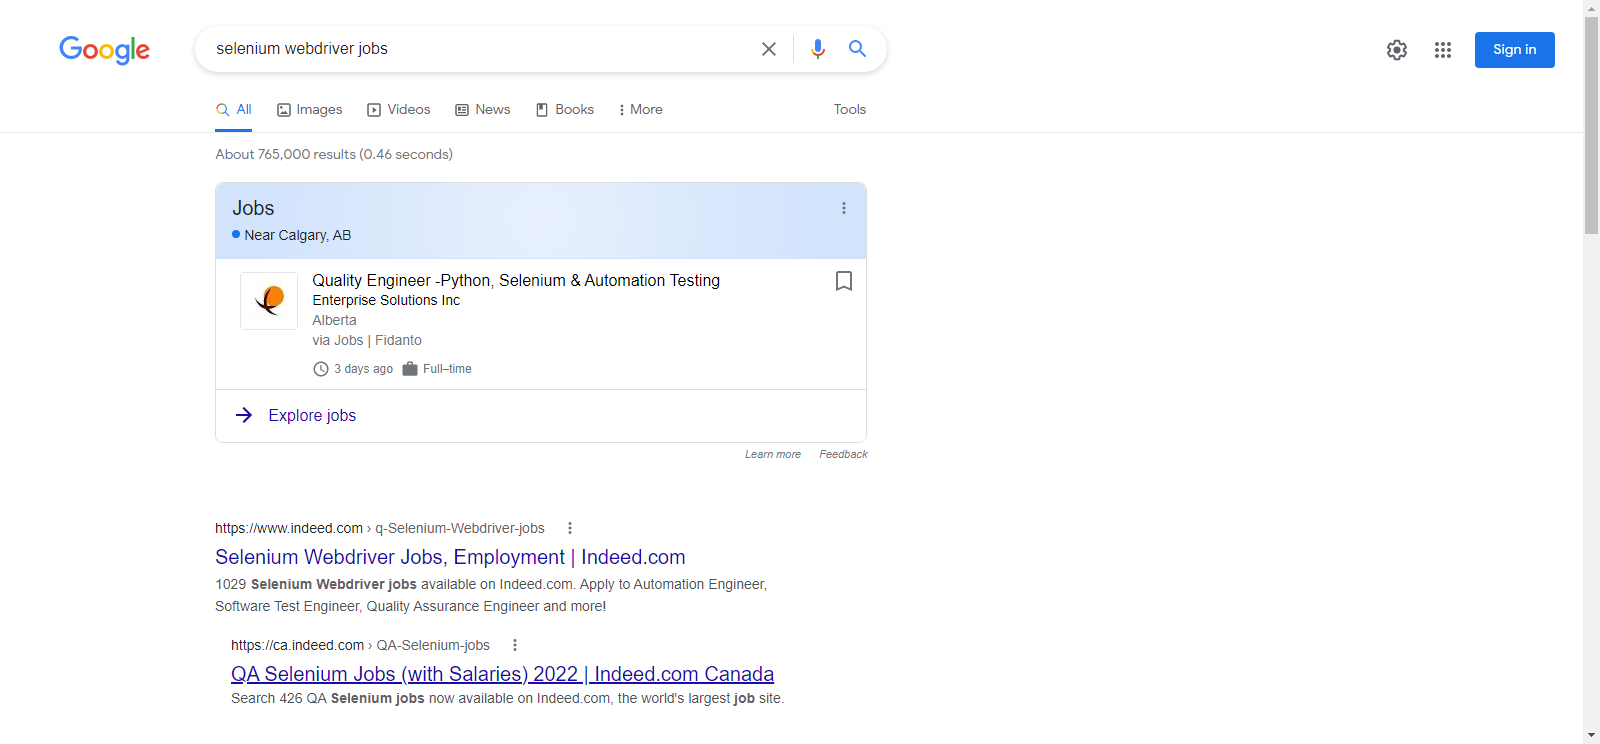 Google
selenium webdriver jobs
Sign in
All Images Videos News Books More Tools
About 765,000 results (0.46 seconds)
Jobs
Near Calgary, AB
Quality Engineer -Python, Selenium & Automation Testing
Enterprise Solutions Inc
Alberta
via Jobs | Fidanto
3 days ago Full–time
Explore jobs
Learn more Feedback
https://www.indeed.com › q-Selenium-Webdriver-jobs
Selenium Webdriver Jobs, Employment | Indeed.com
1029 Selenium Webdriver jobs available on Indeed.com. Apply to Automation Engineer,
Software Test Engineer, Quality Assurance Engineer and more!
https://ca.indeed.com › QA-Selenium-jobs
QA Selenium Jobs (with Salaries) 2022 | Indeed.com Canada
Search 426 QA Selenium jobs now available on Indeed.com, the world's largest job site.